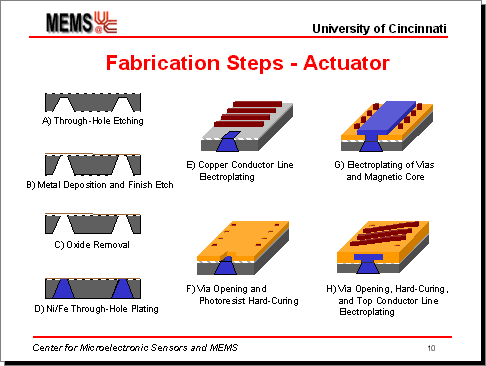 MEMS UC @
University of Cincinnati
Fabrication Steps - Actuator
A) Through-Hole Etching
B) Metal Deposition and Finish Etch
C) Oxide Removal
D) Ni/Fe Through-Hole Plating
E) Copper Conductor Line
Electroplating
F) Via Opening and
Photoresist Hard-Curing
G) Electroplating of Vias
and Magnetic Core
H) Via Opening, Hard-Curing,
and Top Conductor Line
Electroplating
Center for Microelectronic Sensors and MEMS
10